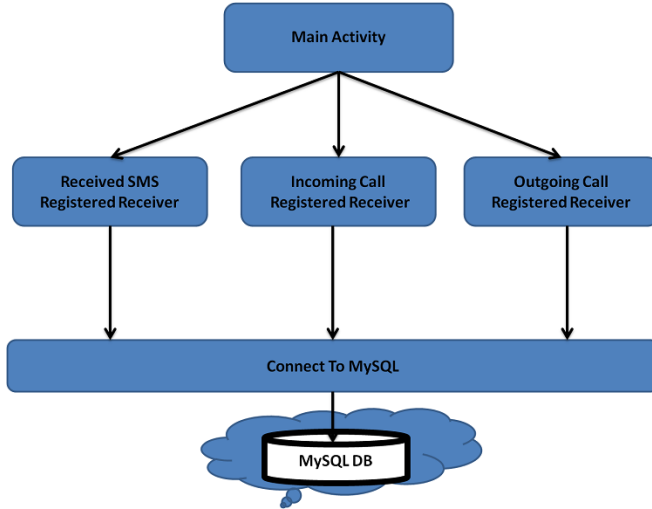 Main Activity
Received SMS
Registered Receiver
Incoming Call
Registered Receiver
Outgoing Call
Registered Receiver
Connect To MySQL
MySQL DB